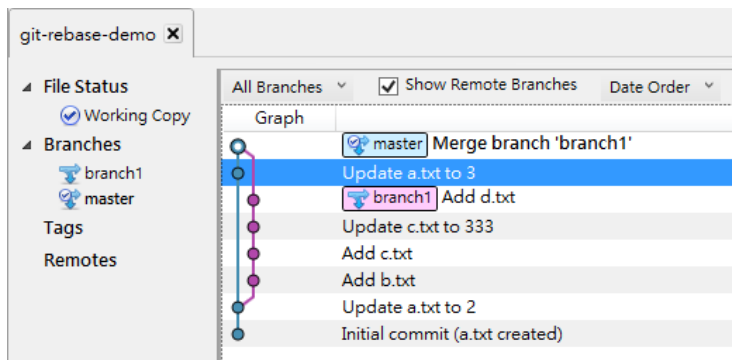 git-rebase-demo
File Status
Working Copy
Branches
branch1
master
Tags
Remotes
All Branches Show Remote Branches Date Order
Graph
master Merge branch 'branch1'
Update a.txt to 3
branch1 Add d.txt
Update c.txt to 333
Add c.txt
Add b.txt
Update a.txt to 2
Initial commit (a.txt created)